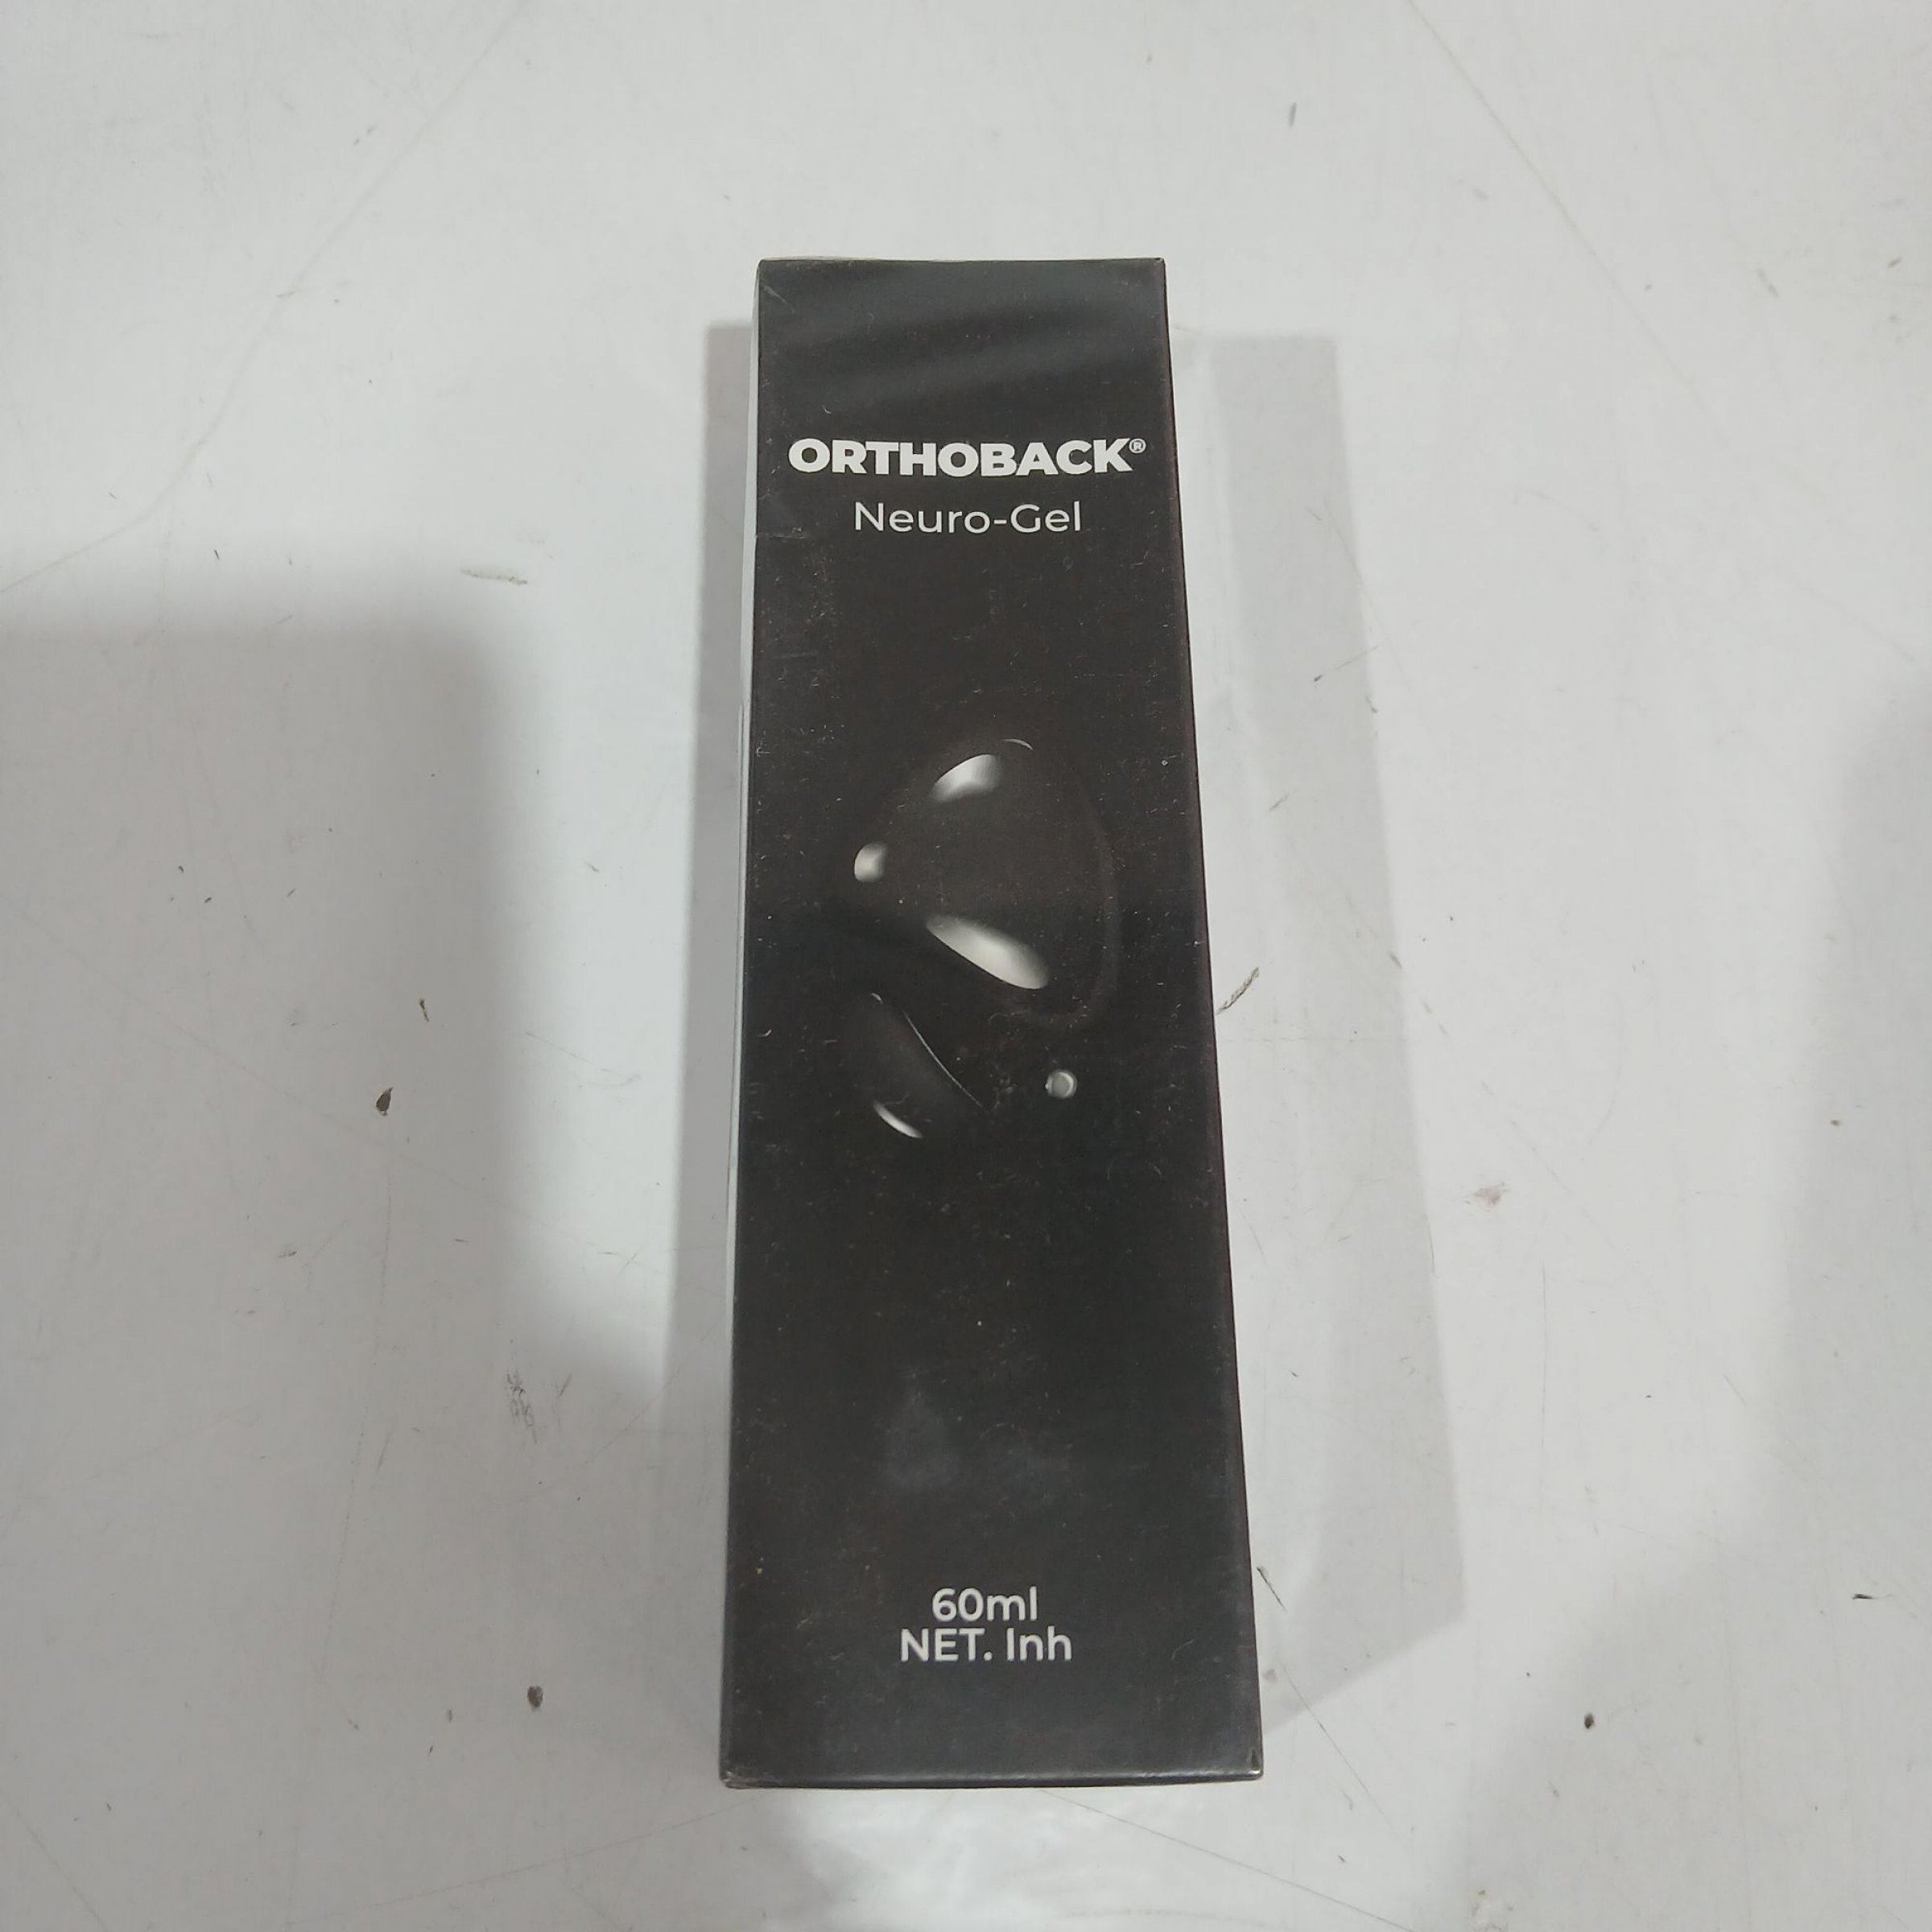 ORTHOBACK®
Neuro-Gel
60ml
NET. Inh